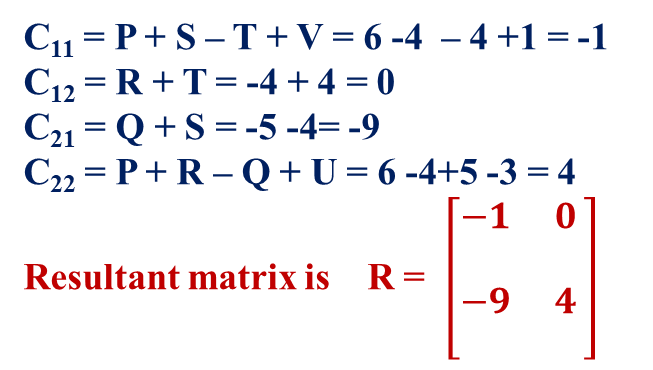 C₁₁ = P + S – T + V = 6 -4 – 4 +1 = -1
C₁₂ = R + T = -4 + 4 = 0
C₂₁ = Q + S = -5 -4= -9
C₂₂ = P + R – Q + U = 6 -4+5 -3 = 4
−1 0
Resultant matrix is R =
−9 4